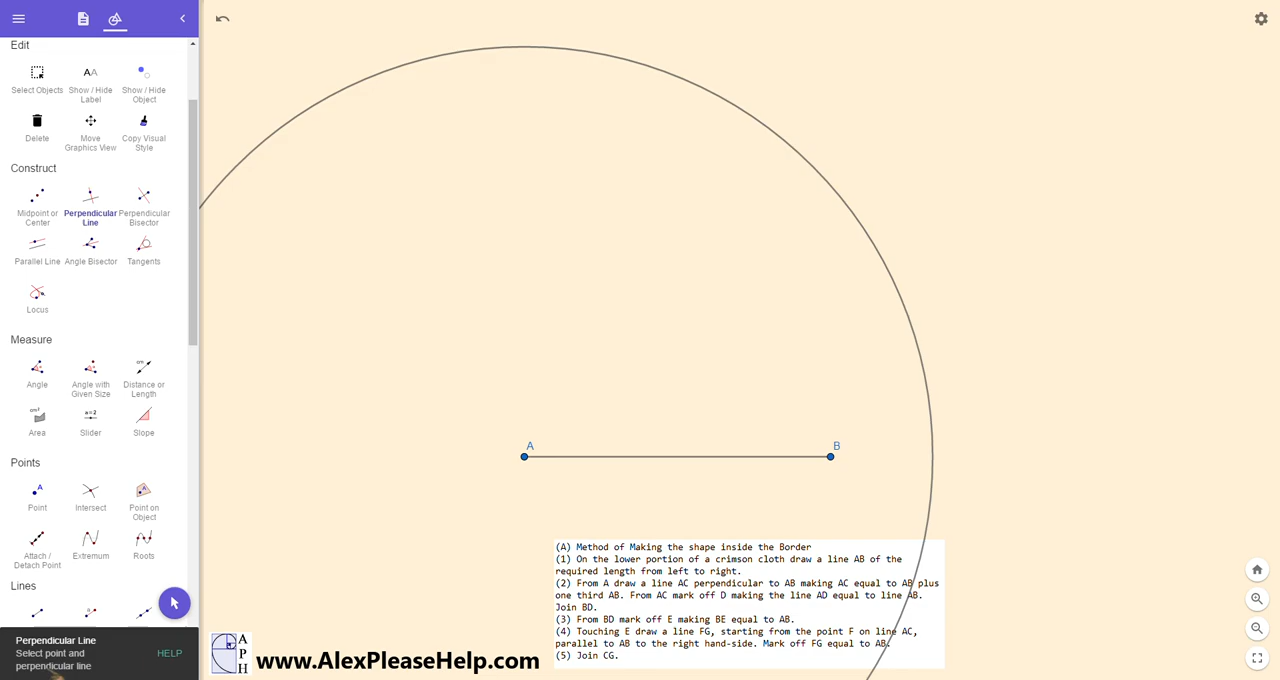 Edit
Select Objects
Show / Hide
Label
Show / Hide
Object
Delete
Move
Graphics View
Copy Visual
Style
Construct
Midpoint or
Center
Perpendicular
Line
Perpendicular
Bisector
Parallel Line
Angle Bisector
Tangents
Locus
Measure
Angle
Angle with
Given Size
Distance or
Length
Area
Slider
Slope
Points
Point
Intersect
Point on
Object
Attach /
Detach Point
Extremum
Roots
Lines
Perpendicular Line
Select point and
perpendicular line
HELP
A
B
(A) Method of Making the shape inside the Border
(1) On the lower portion of a crimson cloth draw a line AB of the
required length from left to right.
(2) From A draw a line AC perpendicular to AB making AC equal to AB plus
one third AB. From AC mark off D making the line AD equal to line AB.
Join BD.
(3) From BD mark off E making BE equal to AB.
(4) Touching E draw a line FG, starting from the point F on line AC,
parallel to AB to the right hand-side. Mark off FG equal to AB.
(5) Join CG.
A
P
H
www.AlexPleaseHelp.com